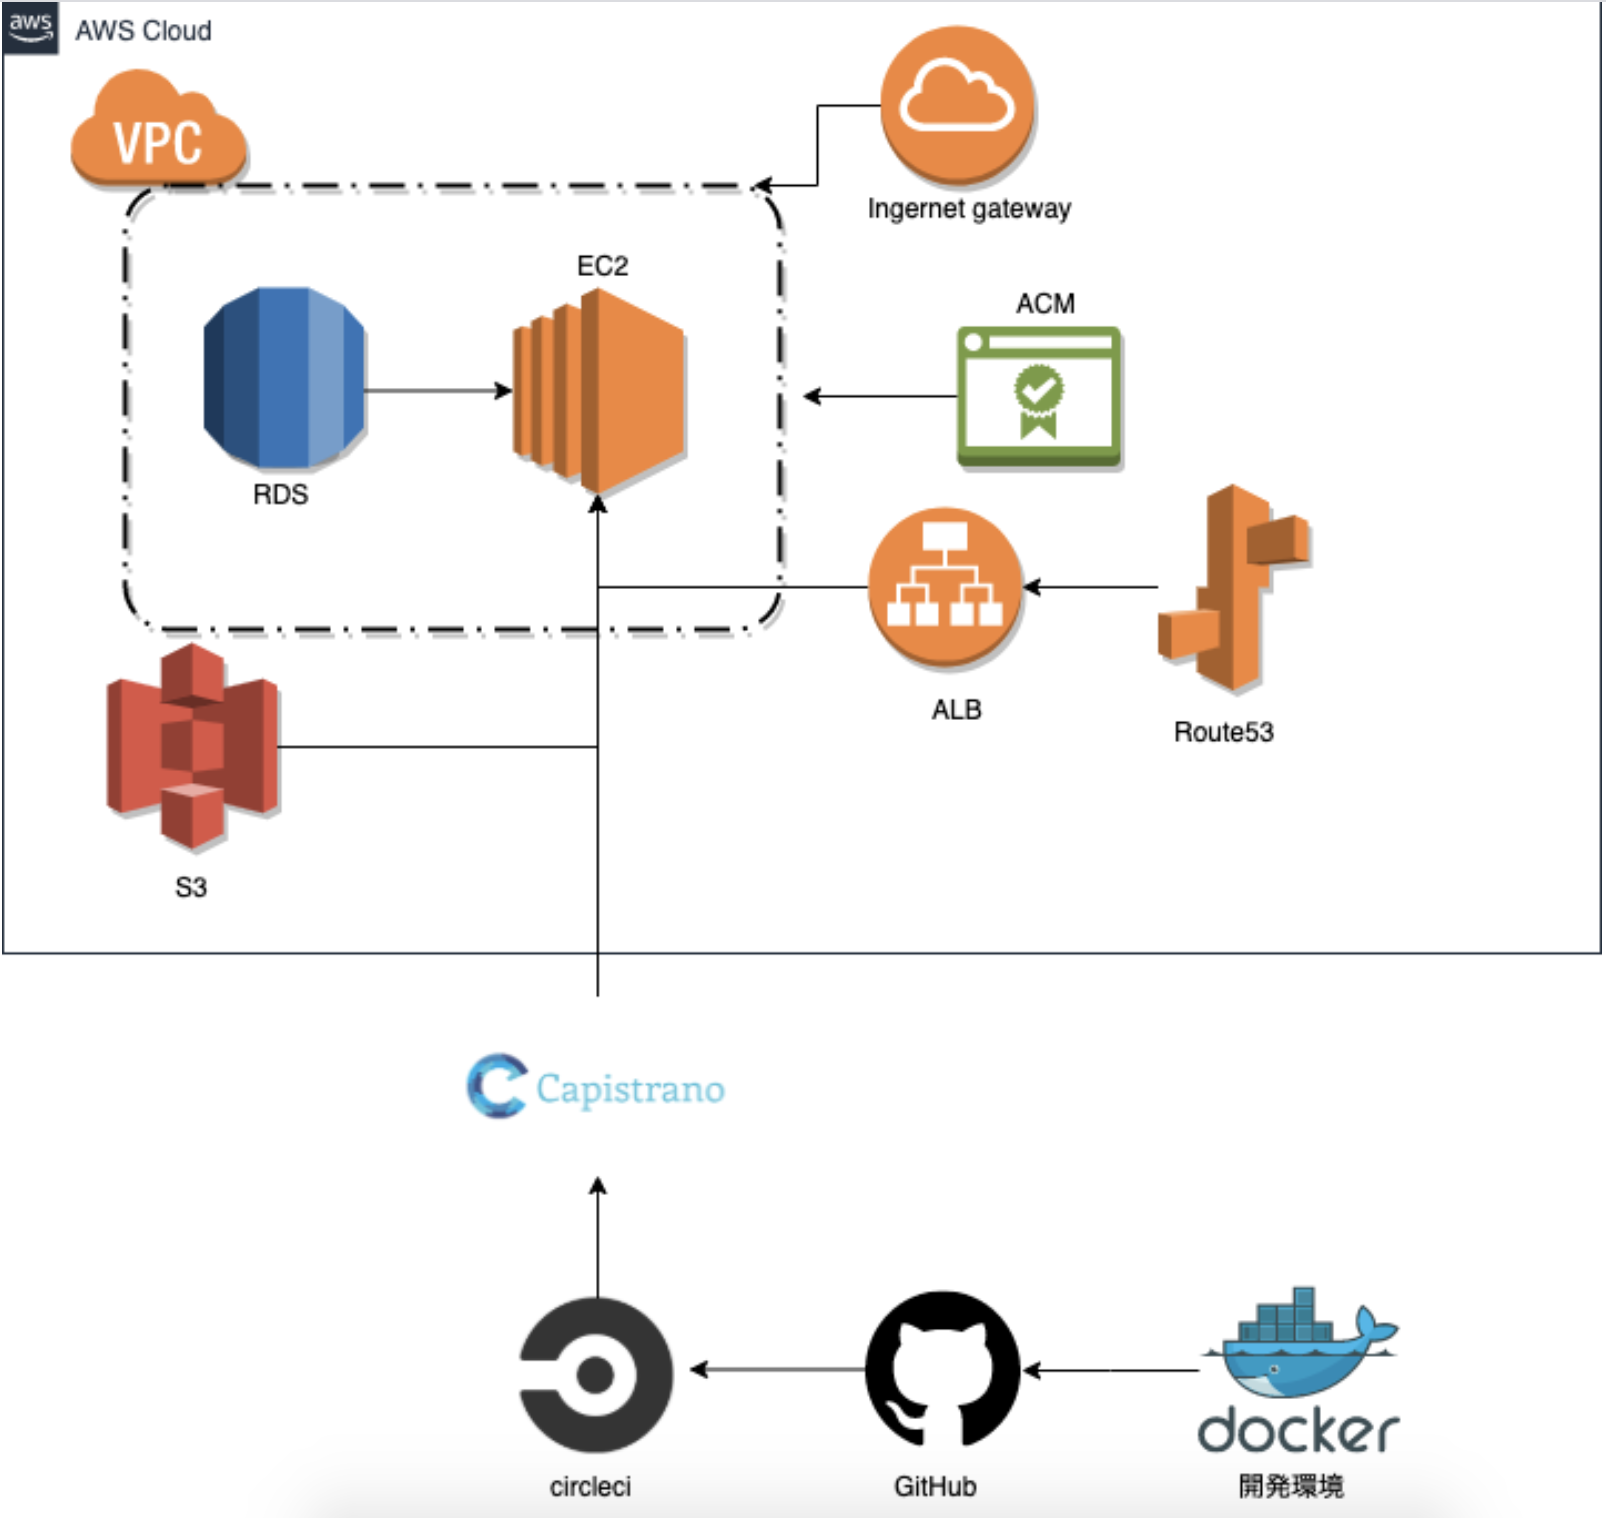 aws
AWS Cloud
VPC
Ingernet gateway
EC2
ACM
RDS
ALB
Route53
S3
Capistrano
docker
circleci
GitHub
開発環境